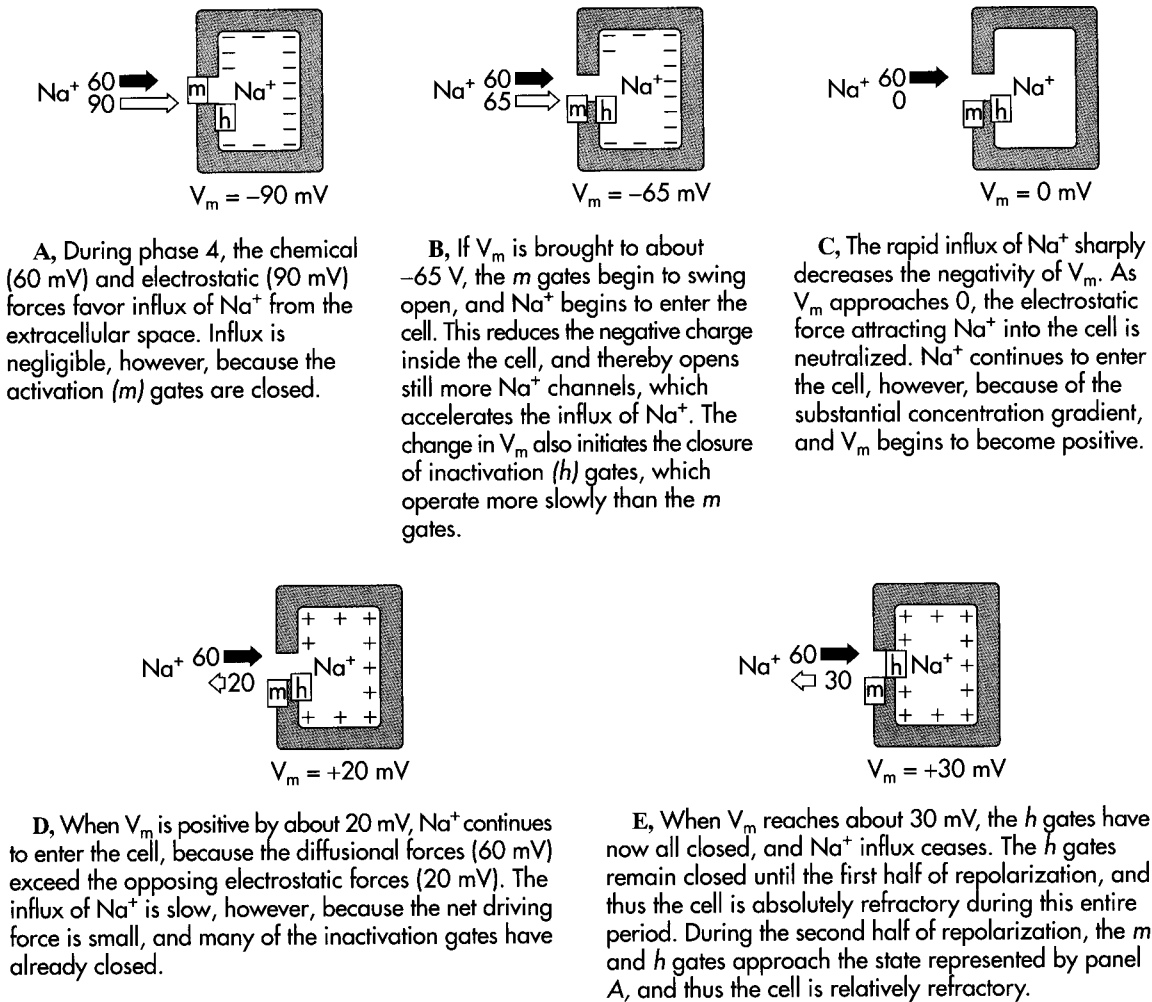 Na⁺ 60
90
m
h
Na⁺
Vₘ = –90 mV
Na⁺ 60
65
m h
Na⁺
Vₘ = –65 mV
Na⁺ 60
0
m h
Na⁺
Vₘ = 0 mV
A, During phase 4, the chemical
(60 mV) and electrostatic (90 mV)
forces favor influx of Na⁺ from the
extracellular space. Influx is
negligible, however, because the
activation (m) gates are closed.
B, If Vₘ is brought to about
–65 V, the m gates begin to swing
open, and Na⁺ begins to enter the
cell. This reduces the negative charge
inside the cell, and thereby opens
still more Na⁺ channels, which
accelerates the influx of Na⁺. The
change in Vₘ also initiates the closure
of inactivation (h) gates, which
operate more slowly than the m
gates.
C, The rapid influx of Na⁺ sharply
decreases the negativity of Vₘ. As
Vₘ approaches 0, the electrostatic
force attracting Na⁺ into the cell is
neutralized. Na⁺ continues to enter
the cell, however, because of the
substantial concentration gradient,
and Vₘ begins to become positive.
Na⁺ 60
20
m h
Na⁺
Vₘ = +20 mV
Na⁺ 60
30
h
m
Na⁺
Vₘ = +30 mV
D, When Vₘ is positive by about 20 mV, Na⁺ continues
to enter the cell, because the diffusional forces (60 mV)
exceed the opposing electrostatic forces (20 mV). The
influx of Na⁺ is slow, however, because the net driving
force is small, and many of the inactivation gates have
already closed.
E, When Vₘ reaches about 30 mV, the h gates have
now all closed, and Na⁺ influx ceases. The h gates
remain closed until the first half of repolarization, and
thus the cell is absolutely refractory during this entire
period. During the second half of repolarization, the m
and h gates approach the state represented by panel
A, and thus the cell is relatively refractory.